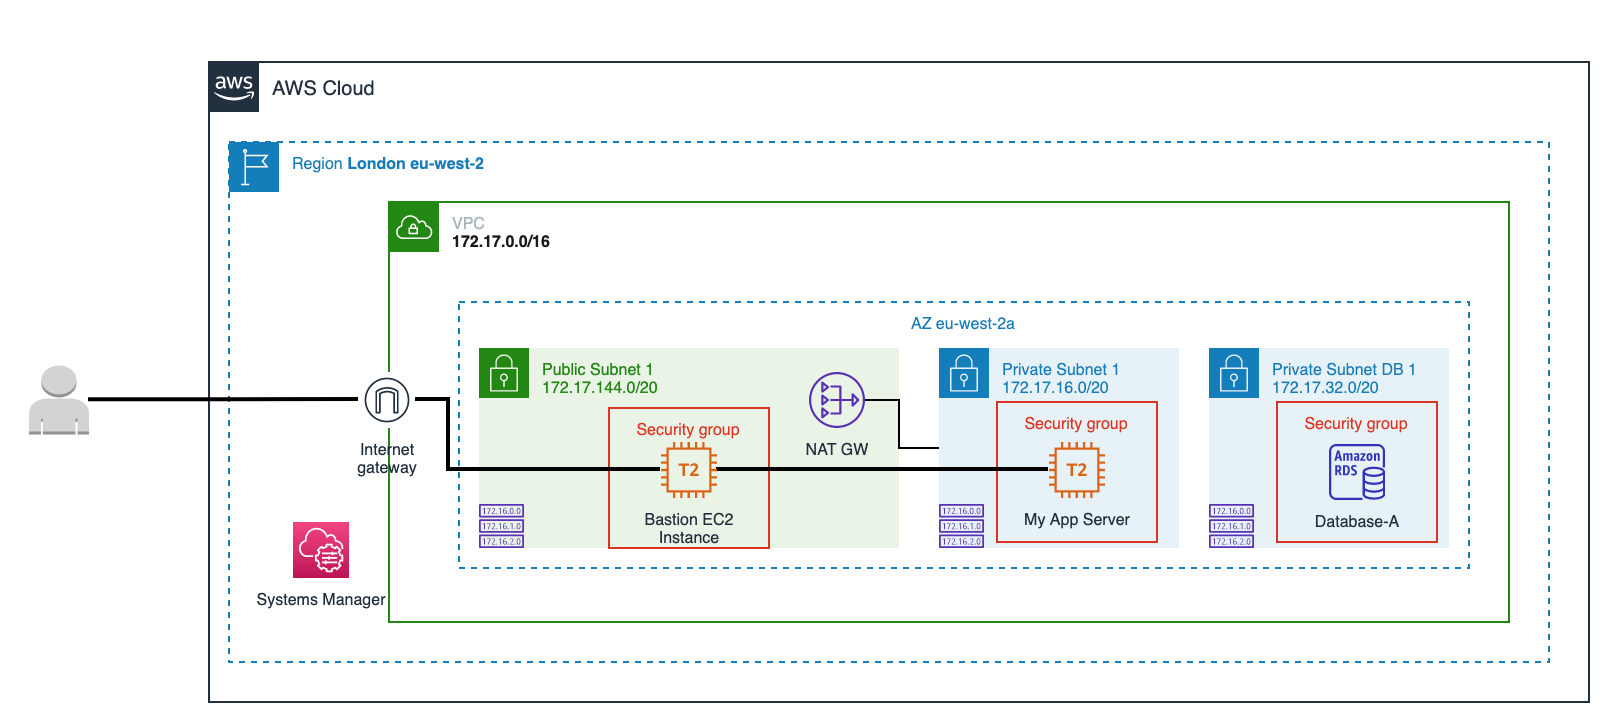 aws
AWS Cloud
Region London eu-west-2
VPC
172.17.0.0/16
AZ eu-west-2a
Public Subnet 1
172.17.144.0/20
Security group
T2
Bastion EC2
Instance
NAT GW
172.16.0.0
172.16.1.0
172.16.2.0
Private Subnet 1
172.17.16.0/20
Security group
T2
My App Server
172.16.0.0
172.16.1.0
172.16.2.0
Private Subnet DB 1
172.17.32.0/20
Security group
Amazon
RDS
Database-A
172.16.0.0
172.16.1.0
172.16.2.0
Internet
gateway
Systems Manager